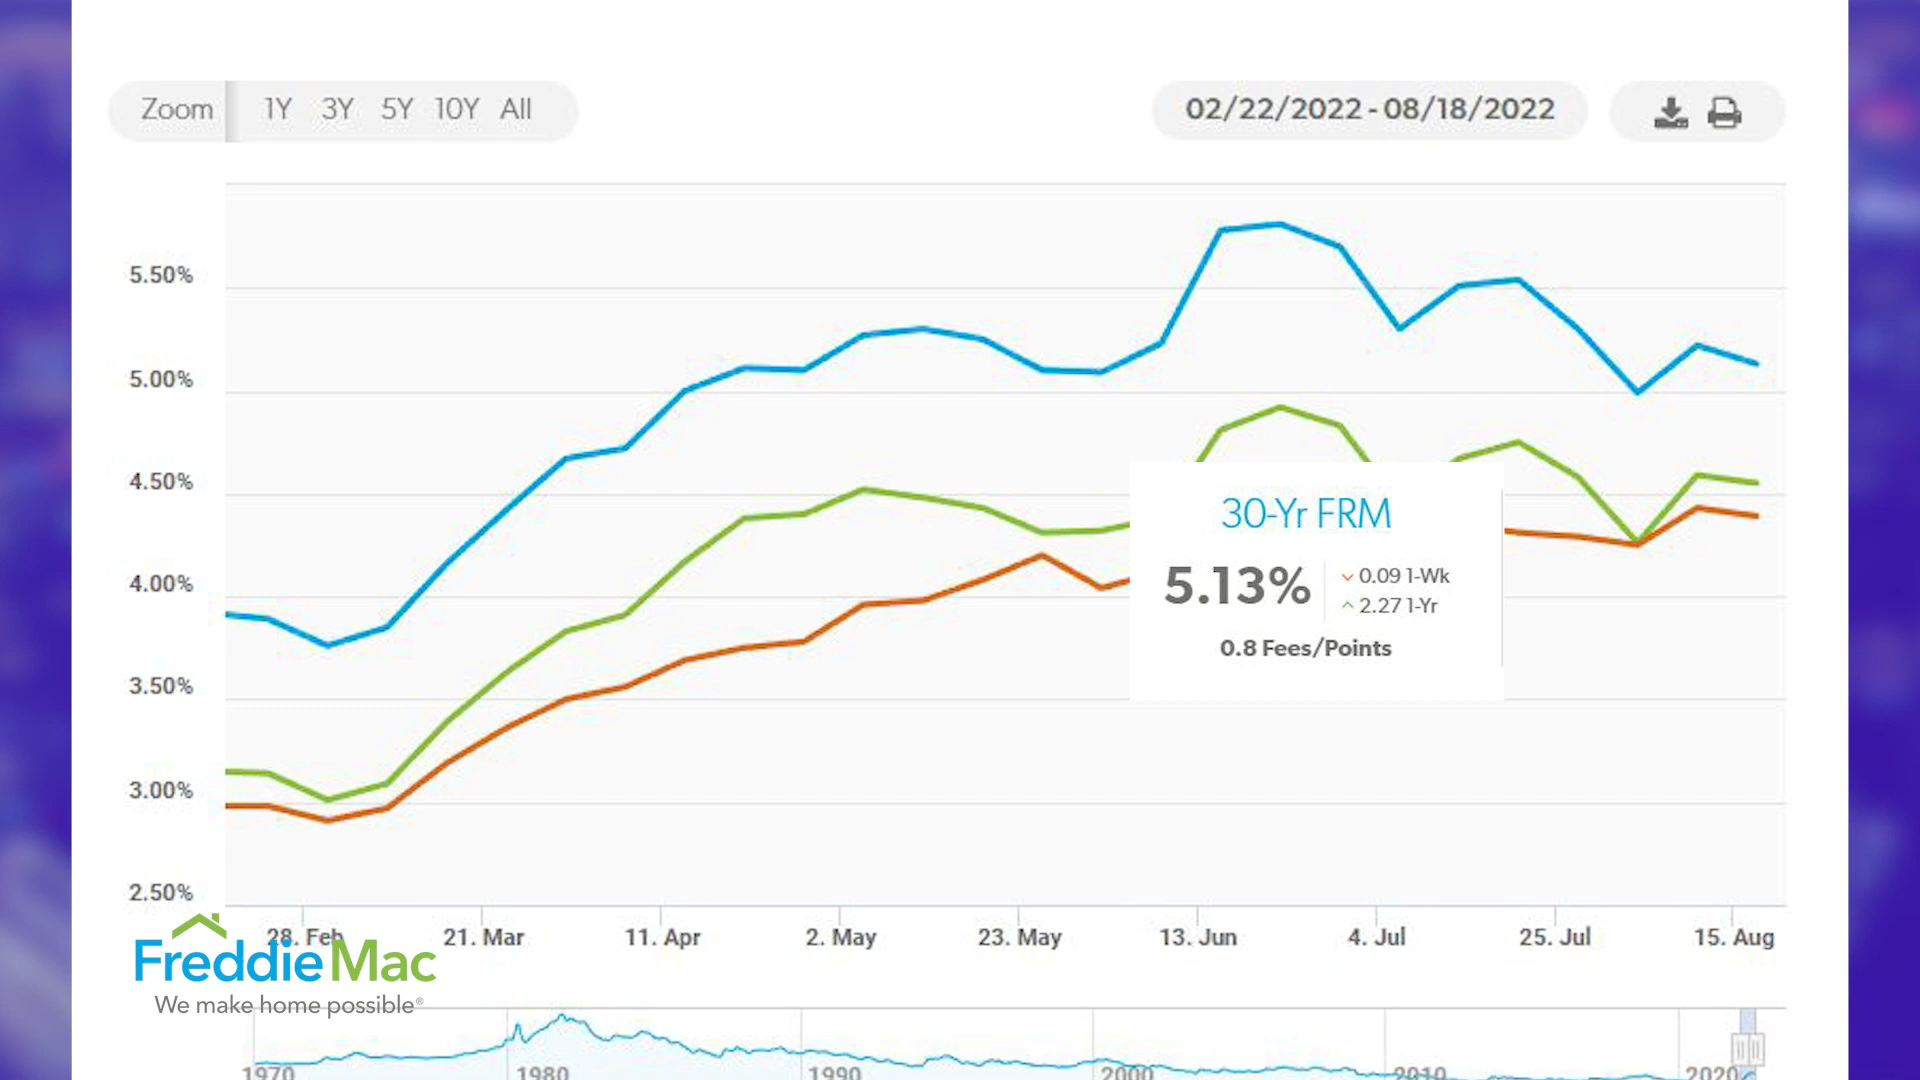 Zoom 1Y 3Y 5Y 10Y All
02/22/2022 - 08/18/2022
5.50%
5.00%
4.50%
4.00%
3.50%
3.00%
2.50%
30-Yr FRM
5.13%
0.09 1-Wk
2.27 1-Yr
0.8 Fees/Points
28. Feb 21. Mar 11. Apr 2. May 23. May 13. Jun 4. Jul 25. Jul 15. Aug
Freddie Mac
We make home possible®
1970 1980 1990 2000 2010 2020